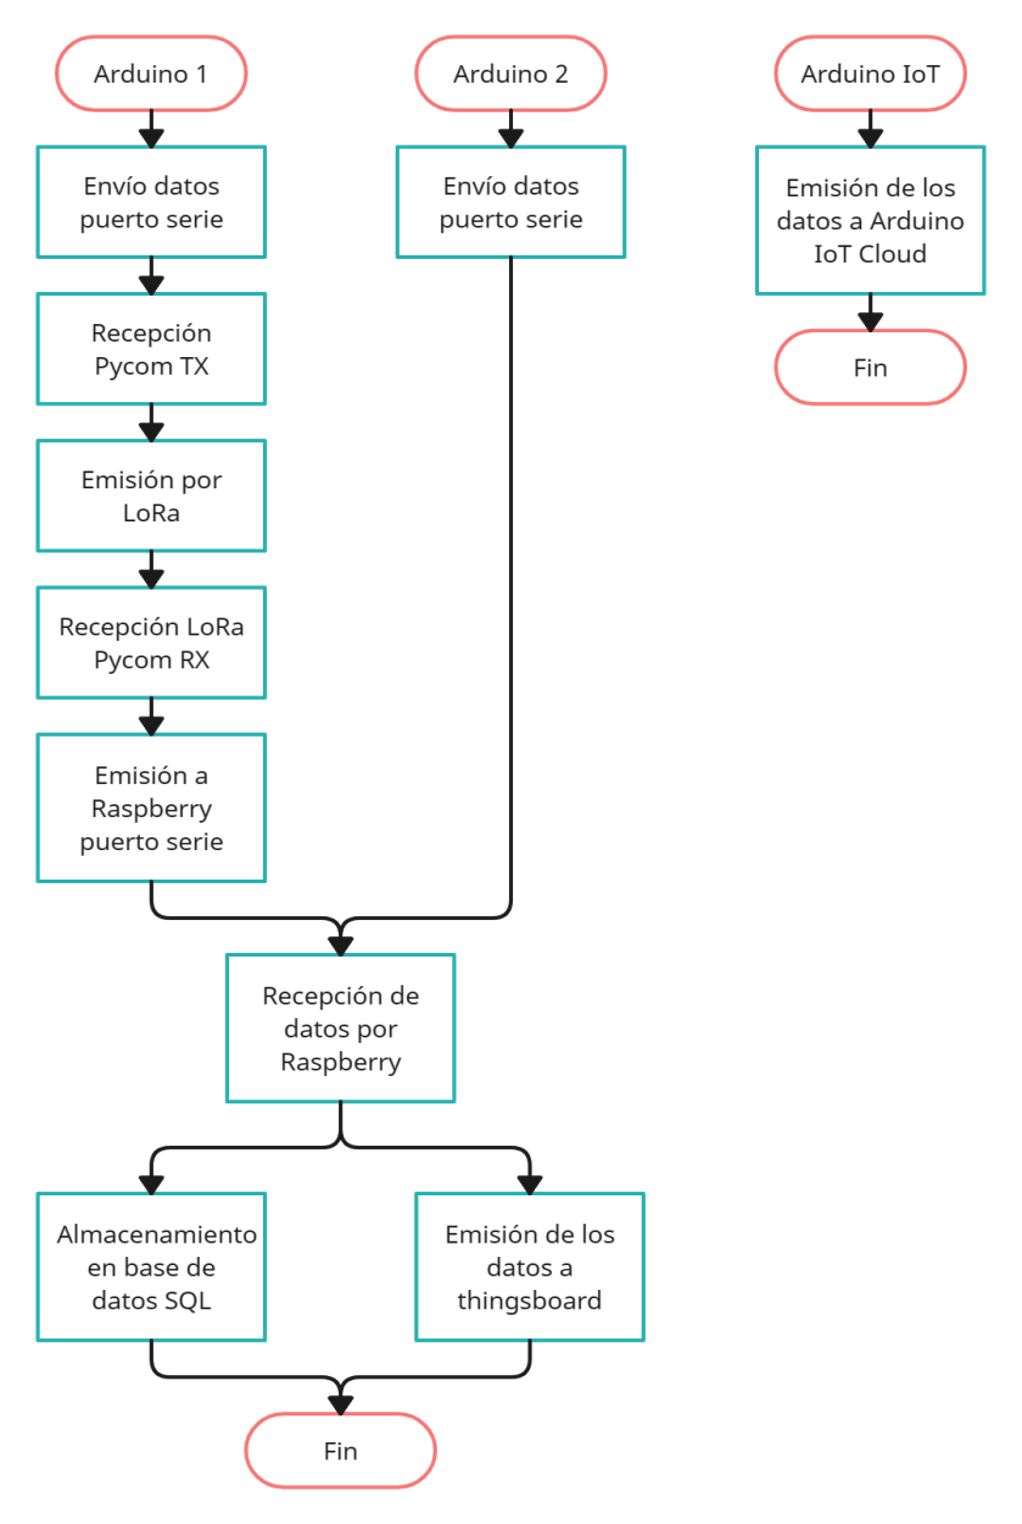 Arduino 1
Envío datos
puerto serie
Recepción
Pycom TX
Emisión por
LoRa
Recepción LoRa
Pycom RX
Emisión a
Raspberry
puerto serie
Arduino 2
Envío datos
puerto serie
Recepción de
datos por
Raspberry
Almacenamiento
en base de
datos SQL
Emisión de los
datos a
thingsboard
Fin
Arduino IoT
Emisión de los
datos a Arduino
IoT Cloud
Fin